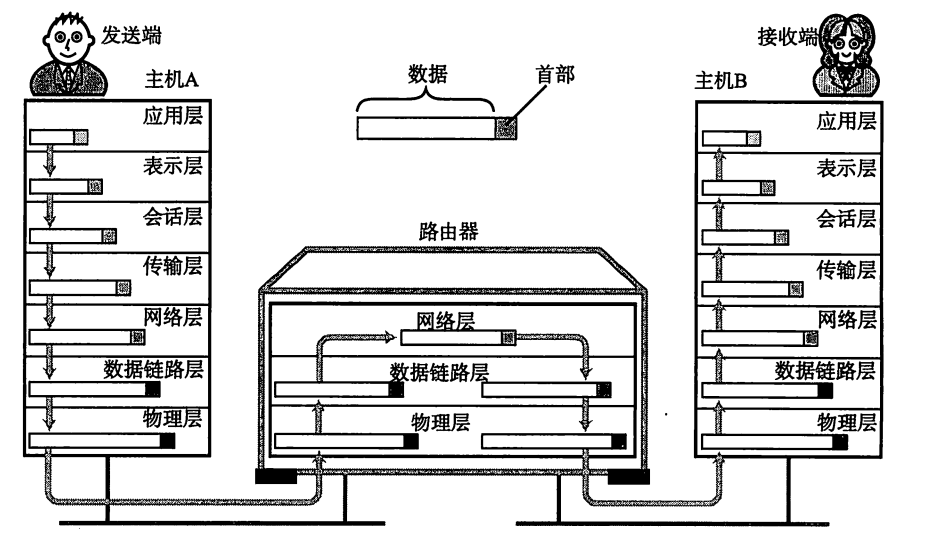 发送端
接收端
主机A
数据
首部
主机B
应用层
表示层
会话层
传输层
网络层
数据链路层
物理层
路由器
网络层
数据链路层
物理层
应用层
表示层
会话层
传输层
网络层
数据链路层
物理层